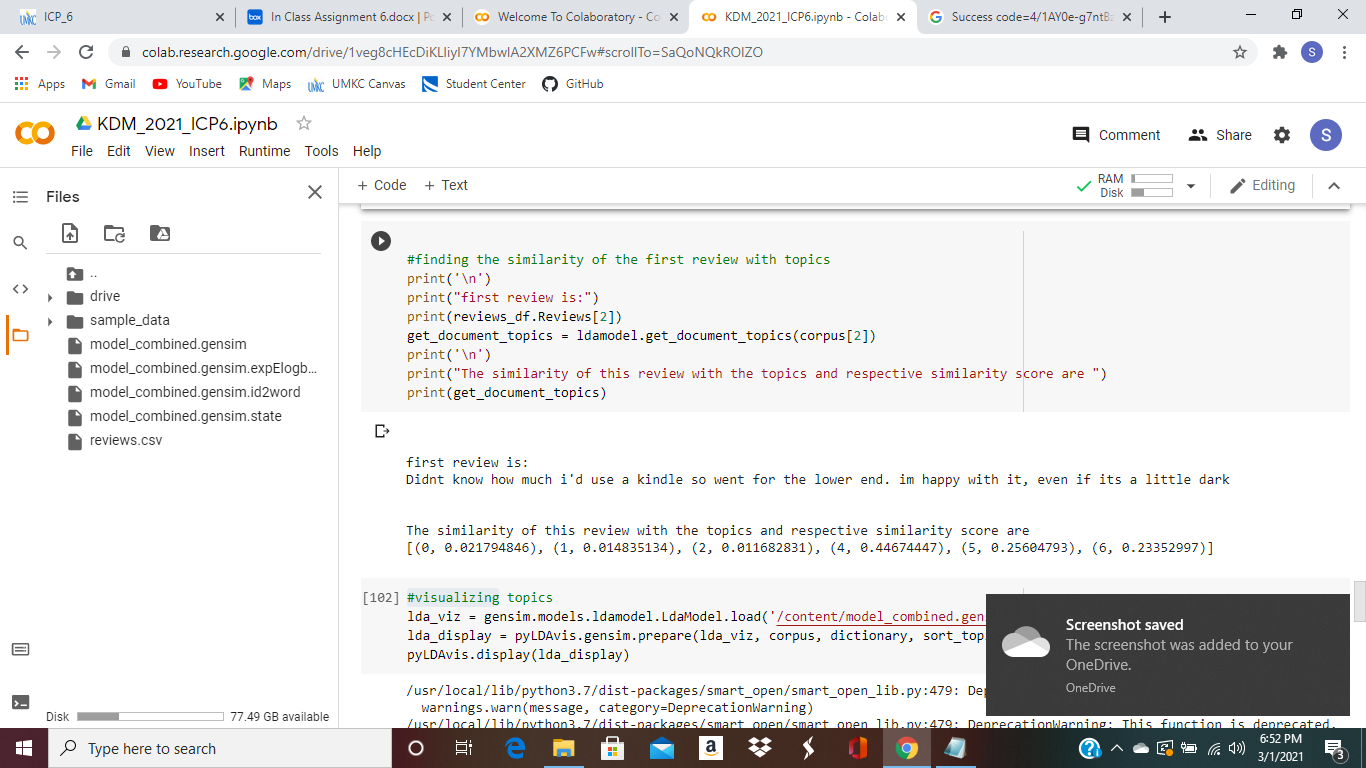 ICP_6
In Class Assignment 6.docx | Po
Welcome To Colaboratory - Co
KDM_2021_ICP6.ipynb - Colab
Success code=4/1AY0e-g7ntB
colab.research.google.com/drive/1veg8cHEcDiKLliyl7YMbwlA2XMZ6PCFw#scrollTo=SaQoNQkROlZO
S
Apps Gmail YouTube Maps UMKC Canvas Student Center GitHub
KDM_2021_ICP6.ipynb
File Edit View Insert Runtime Tools Help
Comment Share S
Files
+ Code + Text
RAM
Disk
Editing
..
drive
sample_data
model_combined.gensim
model_combined.gensim.expElogb...
model_combined.gensim.id2word
model_combined.gensim.state
reviews.csv
Disk 77.49 GB available
#finding the similarity of the first review with topics
print('\n')
print("first review is:")
print(reviews_df.Reviews[2])
get_document_topics = ldamodel.get_document_topics(corpus[2])
print('\n')
print("The similarity of this review with the topics and respective similarity score are ")
print(get_document_topics)
first review is:
Didnt know how much i'd use a kindle so went for the lower end. im happy with it, even if its a little dark
The similarity of this review with the topics and respective similarity score are
[(0, 0.021794846), (1, 0.014835134), (2, 0.011682831), (4, 0.44674447), (5, 0.25604793), (6, 0.23352997)]
[102] #visualizing topics
lda_viz = gensim.models.ldamodel.LdaModel.load('/content/model_combined.gen
lda_display = pyLDAvis.gensim.prepare(lda_viz, corpus, dictionary, sort_top
pyLDAvis.display(lda_display)
/usr/local/lib/python3.7/dist-packages/smart_open/smart_open_lib.py:479: De
warnings.warn(message, category=DeprecationWarning)
/usr/local/lib/python3.7/dist-packages/smart_open/smart_open_lib.py:479: DeprecationWarning: This function is deprecated,
Screenshot saved
The screenshot was added to your
OneDrive.
OneDrive
Type here to search
6:52 PM
3/1/2021
3